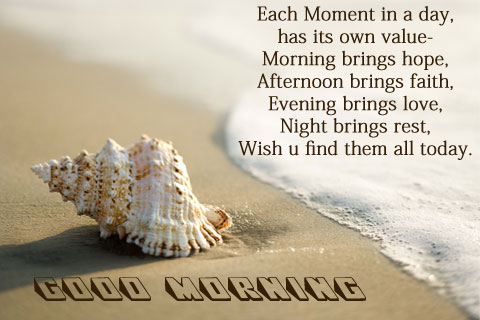 Each Moment in a day,
has its own value-
Morning brings hope,
Afternoon brings faith,
Evening brings love,
Night brings rest,
Wish u find them all today.
GOOD MORNING